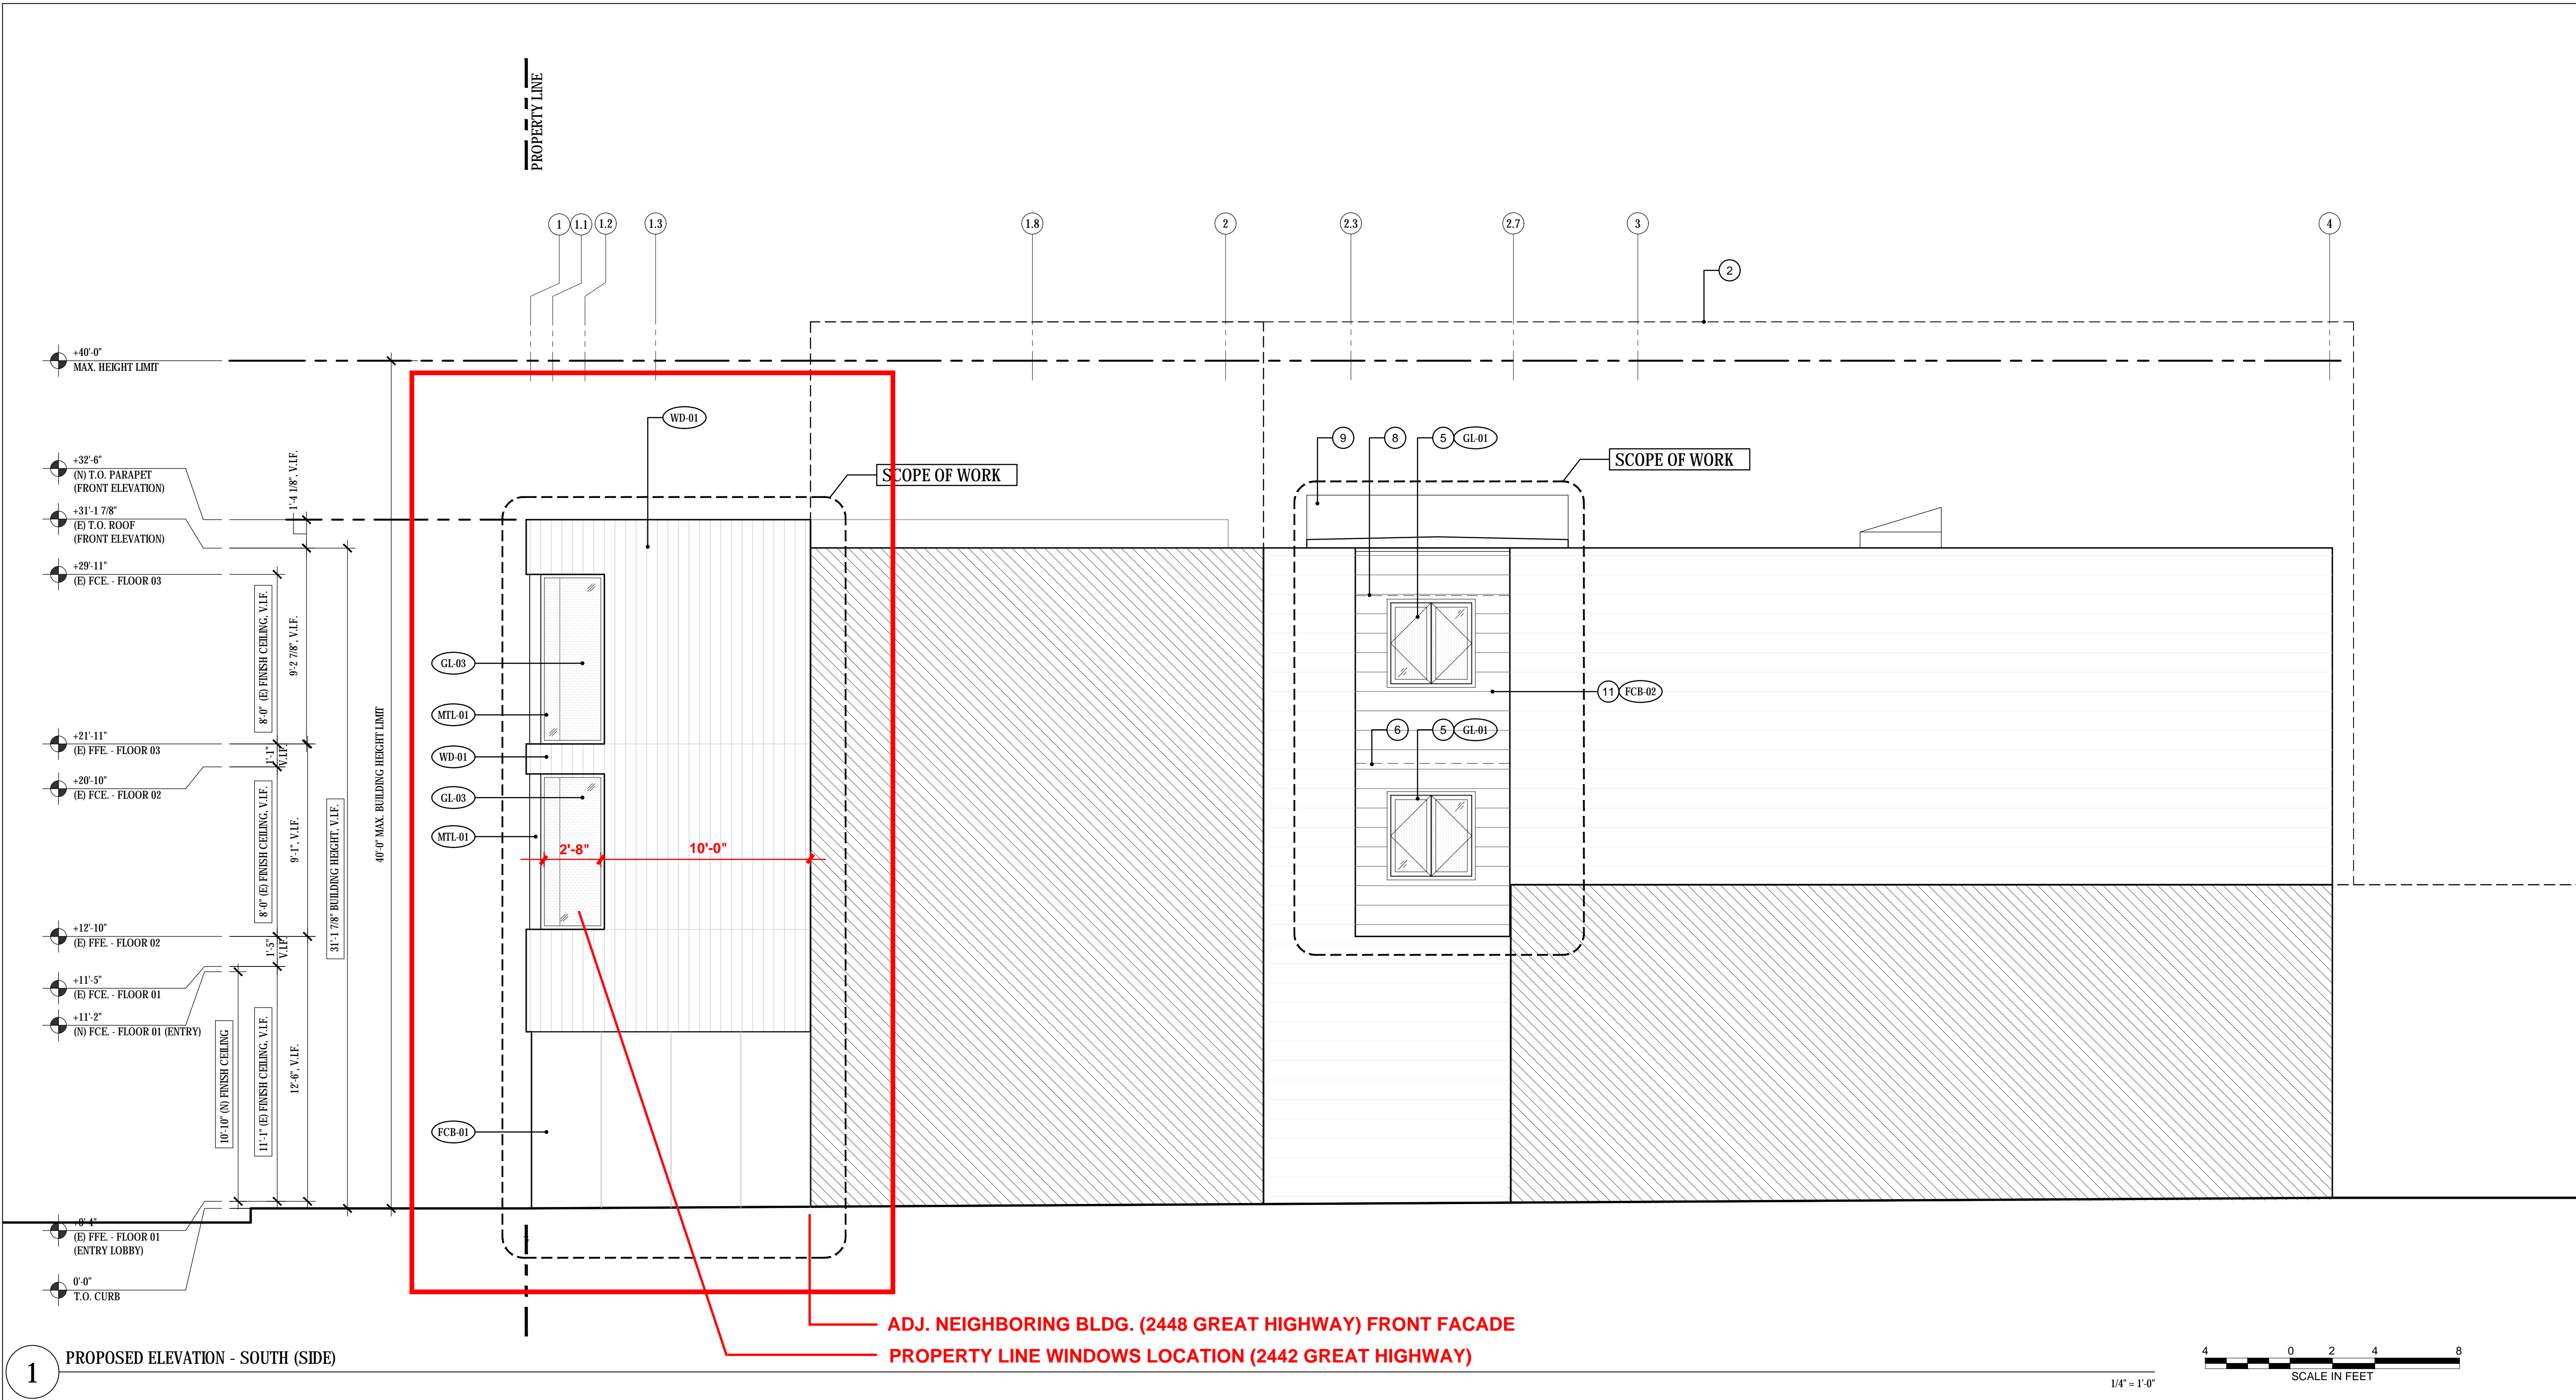 PROPERTY LINE
1
1.1
1.2
1.3
1.8
2
2.3
2.7
3
4
2
+40'-0"
MAX. HEIGHT LIMIT
+32'-6"
(N) T.O. PARAPET
(FRONT ELEVATION)
+31'-1 7/8"
(E) T.O. ROOF
(FRONT ELEVATION)
+29'-11"
(E) FCE. - FLOOR 03
+21'-11"
(E) FFE. - FLOOR 03
+20'-10"
(E) FCE. - FLOOR 02
+12'-10"
(E) FFE. - FLOOR 02
+11'-5"
(E) FCE. - FLOOR 01
+11'-2"
(N) FCE. - FLOOR 01 (ENTRY)
+0'-4"
(E) FFE. - FLOOR 01
(ENTRY LOBBY)
0'-0"
T.O. CURB
10'-10" (N) FINISH CEILING
8'-0" (E) FINISH CEILING, V.I.F.
1'-1"
V.I.F.
8'-0" (E) FINISH CEILING, V.I.F.
1'-5"
V.I.F.
11'-1" (E) FINISH CEILING, V.I.F.
1'-4 1/8", V.I.F.
9'-2 7/8", V.I.F.
9'-1", V.I.F.
12'-6", V.I.F.
31'-1 7/8" BUILDING HEIGHT, V.I.F.
40'-0" MAX. BUILDING HEIGHT LIMIT
WD-01
SCOPE OF WORK
GL-03
MTL-01
WD-01
GL-03
MTL-01
2'-8"
10'-0"
FCB-01
9
8
5
GL-01
SCOPE OF WORK
11
FCB-02
6
5
GL-01
ADJ. NEIGHBORING BLDG. (2448 GREAT HIGHWAY) FRONT FACADE
PROPERTY LINE WINDOWS LOCATION (2442 GREAT HIGHWAY)
1
PROPOSED ELEVATION - SOUTH (SIDE)
1/4" = 1'-0"
4 0 2 4 8
SCALE IN FEET